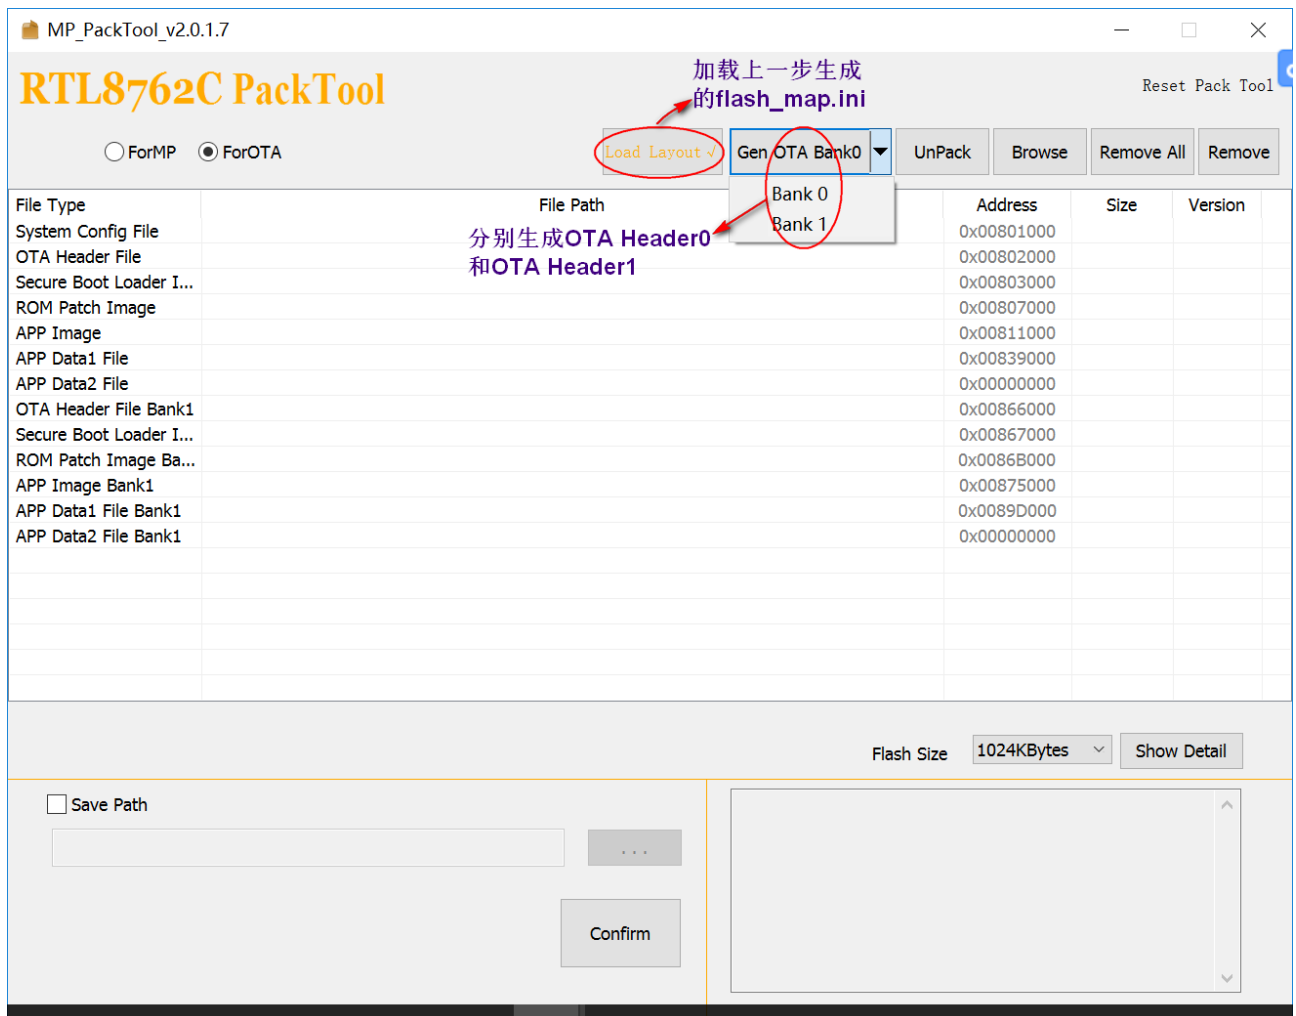 MP_PackTool_v2.0.1.7
RTL8762C PackTool
加载上一步生成
的flash_map.ini
Reset Pack Tool
ForMP ForOTA Load Layout √ Gen OTA Bank0 UnPack Browse Remove All Remove
Bank 0
Bank 1
分别生成OTA Header0
和OTA Header1
File Type File Path Address Size Version
System Config File 0x00801000
OTA Header File 0x00802000
Secure Boot Loader I... 0x00803000
ROM Patch Image 0x00807000
APP Image 0x00811000
APP Data1 File 0x00839000
APP Data2 File 0x00000000
OTA Header File Bank1 0x00866000
Secure Boot Loader I... 0x00867000
ROM Patch Image Ba... 0x0086B000
APP Image Bank1 0x00875000
APP Data1 File Bank1 0x0089D000
APP Data2 File Bank1 0x00000000
Flash Size 1024KBytes Show Detail
Save Path
...
Confirm